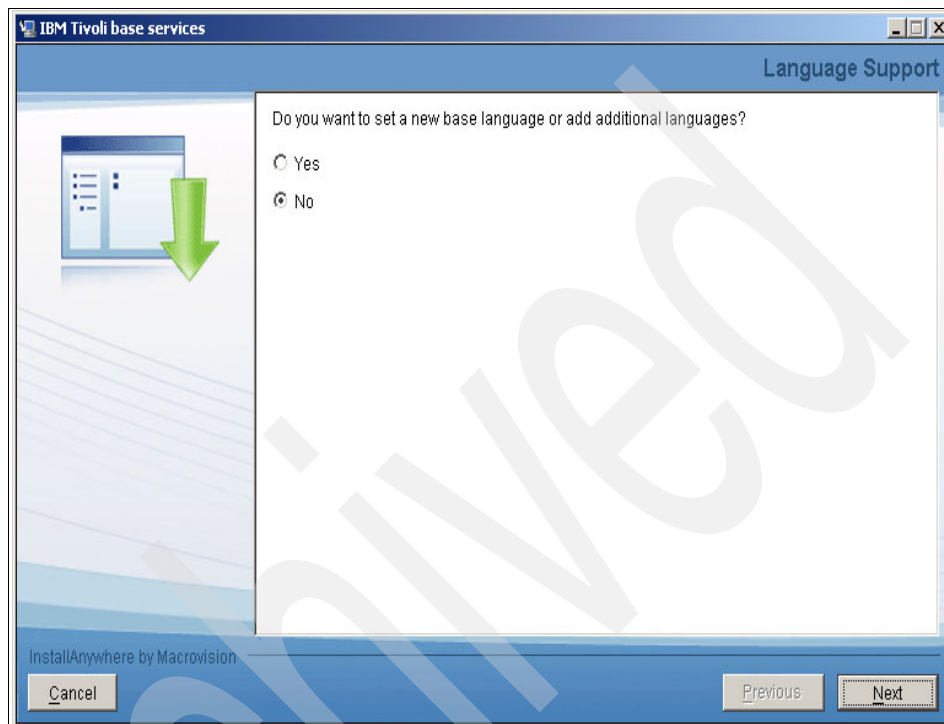 IBM Tivoli base services
Language Support
Do you want to set a new base language or add additional languages?
Yes
No
InstallAnywhere by Macrovision
Cancel
Previous
Next